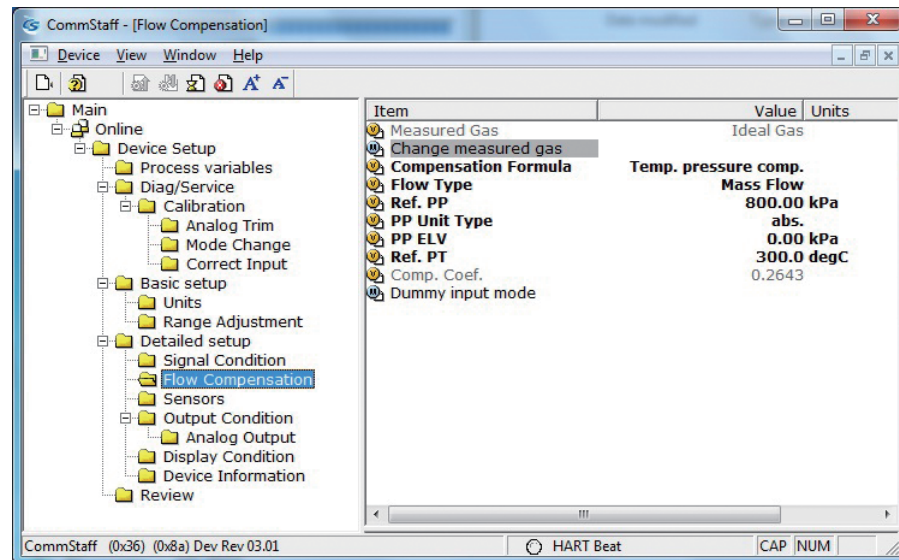 CommStaff - [Flow Compensation]
Device View Window Help
A+ A-
Main
Online
Device Setup
Process variables
Diag/Service
Calibration
Analog Trim
Mode Change
Correct Input
Basic setup
Units
Range Adjustment
Detailed setup
Signal Condition
Flow Compensation
Sensors
Output Condition
Analog Output
Display Condition
Device Information
Review
Item Value Units
Measured Gas Ideal Gas
Change measured gas
Compensation Formula Temp. pressure comp.
Flow Type Mass Flow
Ref. PP 800.00 kPa
PP Unit Type abs.
PP ELV 0.00 kPa
Ref. PT 300.0 degC
Comp. Coef. 0.2643
Dummy input mode
CommStaff (0x36) (0x8a) Dev Rev 03.01 HART Beat CAP NUM